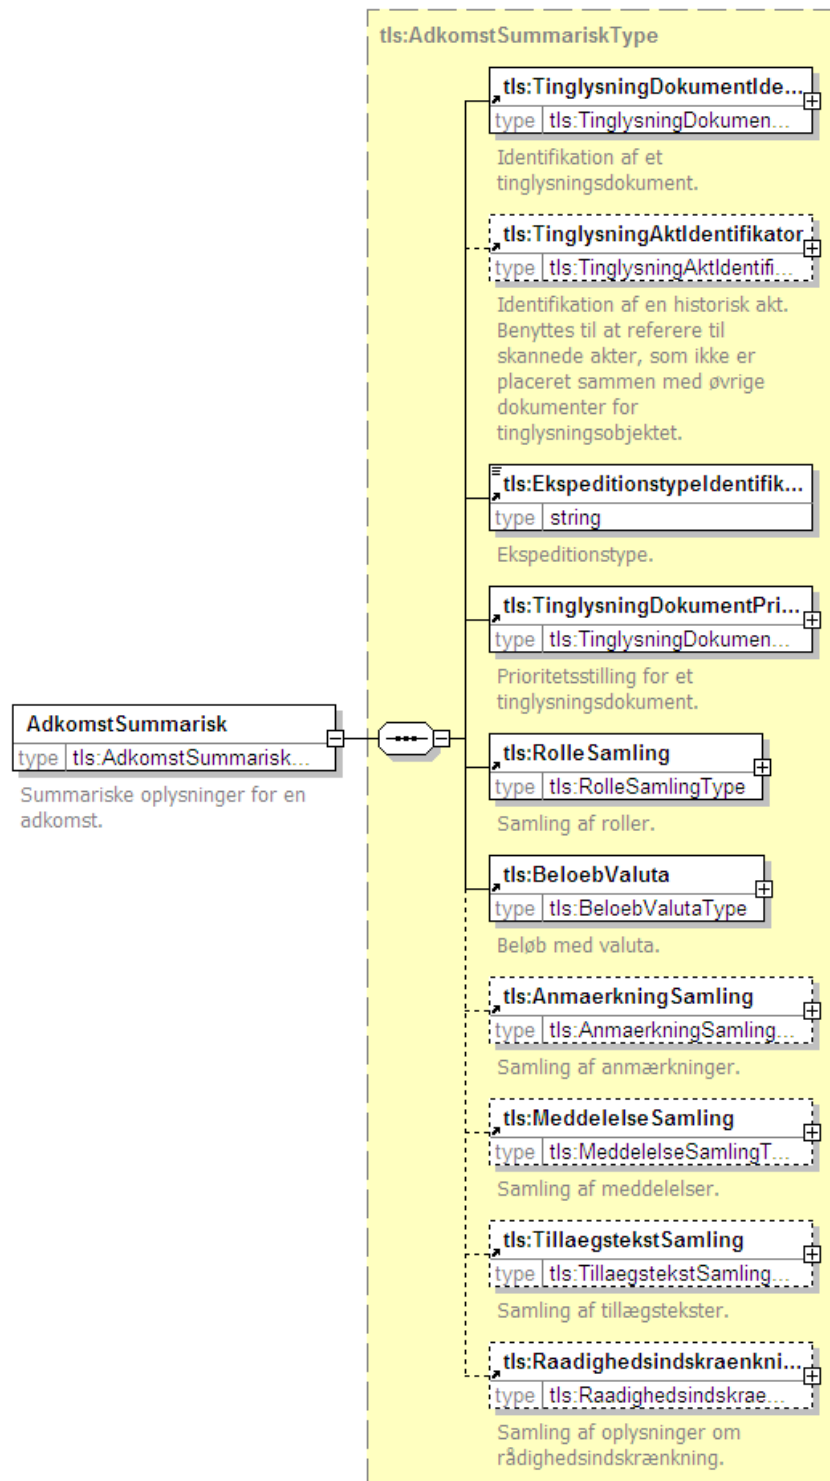 tls:AdkomstSummariskType
tls:TinglysningDokumentIde...
type tls:TinglysningDokumen...
Identifikation af et
tinglysningsdokument.
tls:TinglysningAktIdentifikator
type tls:TinglysningAktIdentifi...
Identifikation af en historisk akt.
Benyttes til at referere til
skannede akter, som ikke er
placeret sammen med øvrige
dokumenter for
tinglysningsobjektet.
tls:EkspeditionstypeIdentifik...
type string
Ekspeditionstype.
tls:TinglysningDokumentPri...
type tls:TinglysningDokumen...
Prioritetsstilling for et
tinglysningsdokument.
AdkomstSummarisk
type tls:AdkomstSummarisk...
Summariske oplysninger for en
adkomst.
tls:RolleSamling
type tls:RolleSamlingType
Samling af roller.
tls:BeloebValuta
type tls:BeloebValutaType
Beløb med valuta.
tls:AnmaerkningSamling
type tls:AnmaerkningSamling...
Samling af anmærkninger.
tls:MeddelelseSamling
type tls:MeddelelseSamlingT...
Samling af meddelelser.
tls:TillaegstekstSamling
type tls:TillaegstekstSamling...
Samling af tillægstekster.
tls:Raadighedsindskraenkni...
type tls:Raadighedsindskrae...
Samling af oplysninger om
rådighedsindskrænkning.